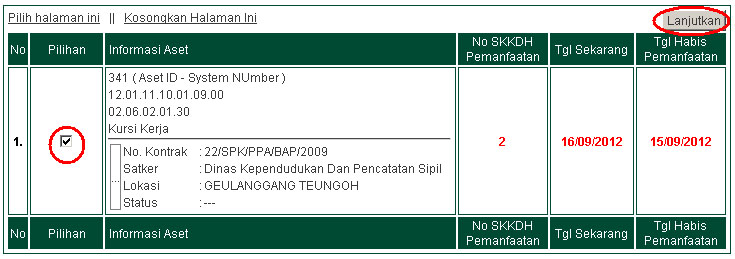 Pilih halaman ini || Kosongkan Halaman Ini
Lanjutkan
No Pilihan Informasi Aset No SKKDH Pemanfaatan Tgl Sekarang Tgl Habis Pemanfaatan
341 ( Aset ID - System NUmber )
12.01.11.10.01.09.00
02.06.02.01.30
Kursi Kerja
1. 2 16/09/2012 15/09/2012
No. Kontrak : 22/SPK/PPA/BAP/2009
Satker : Dinas Kependudukan Dan Pencatatan Sipil
Lokasi : GEULANGGANG TEUNGOH
Status : ---
No Pilihan Informasi Aset No SKKDH Pemanfaatan Tgl Sekarang Tgl Habis Pemanfaatan